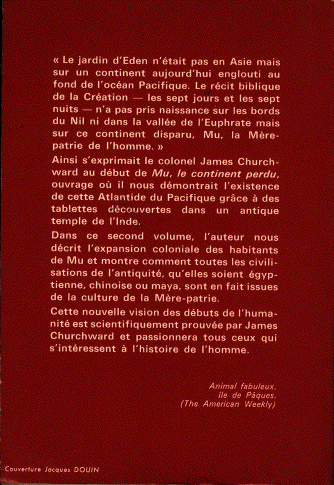 « Le jardin d'Eden n'était pas en Asie mais
sur un continent aujourd'hui englouti au
fond de l'océan Pacifique. Le récit biblique
de la Création — les sept jours et les sept
nuits — n'a pas pris naissance sur les bords
du Nil ni dans la vallée de l'Euphrate mais
sur ce continent disparu, Mu, la Mère-
patrie de l'homme. »
Ainsi s'exprimait le colonel James Church-
ward au début de Mu, le continent perdu,
ouvrage où il nous démontrait l'existence
de cette Atlantide du Pacifique grâce à des
tablettes découvertes dans un antique
temple de l'Inde.
Dans ce second volume, l'auteur nous
décrit l'expansion coloniale des habitants
de Mu et montre comment toutes les civili-
sations de l'antiquité, qu'elles soient égyp-
tienne, chinoise ou maya, sont en fait issues
de la culture de la Mère-patrie.
Cette nouvelle vision des débuts de l'huma-
nité est scientifiquement prouvée par James
Churchward et passionnera tous ceux qui
s'intéressent à l'histoire de l'homme.
Animal fabuleux,
île de Pâques.
(The American Weekly)
Couverture Jacques DOUIN